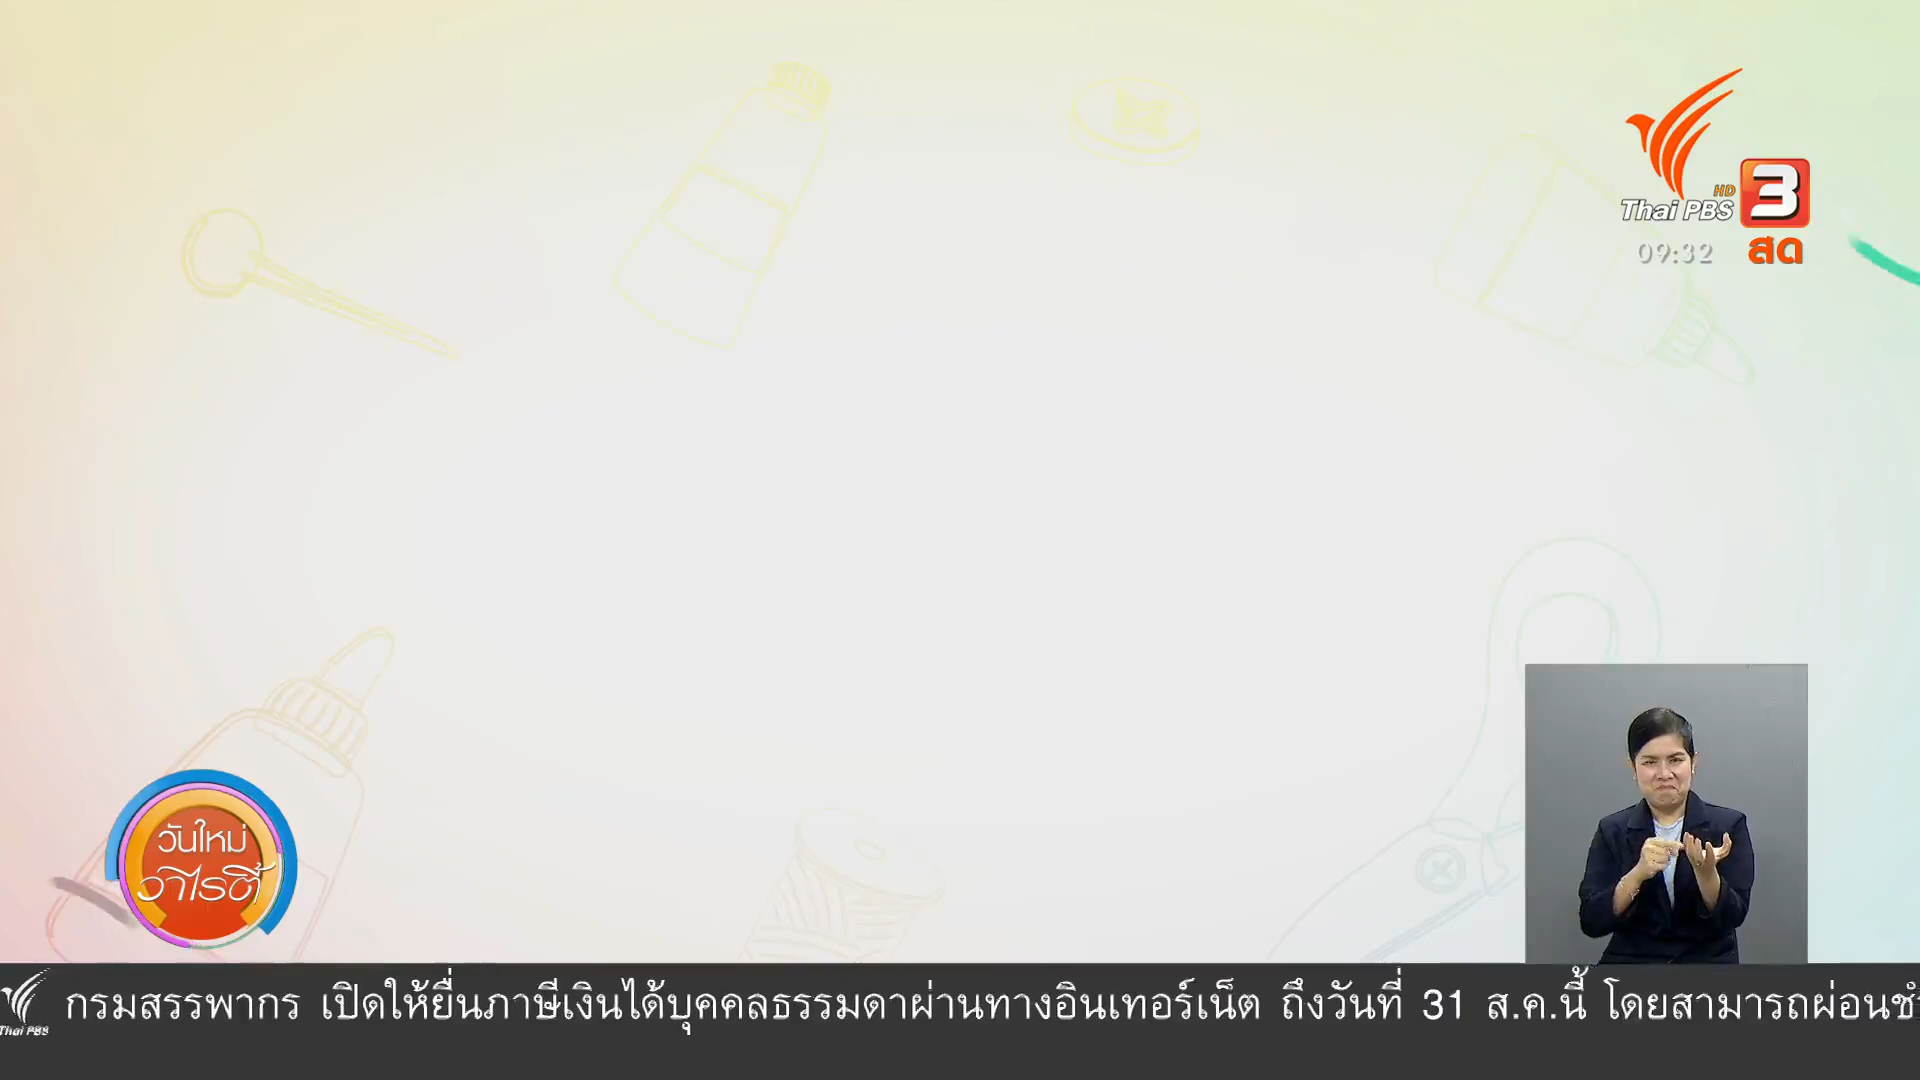 Thai PBS HD 3
09:32 สด
วันใหม่
วาไรตี้
Thai PBS กรมสรรพากร เปิดให้ยื่นภาษีเงินได้บุคคลธรรมดาผ่านทางอินเทอร์เน็ต ถึงวันที่ 31 ส.ค.นี้ โดยสามารถผ่อนชำ